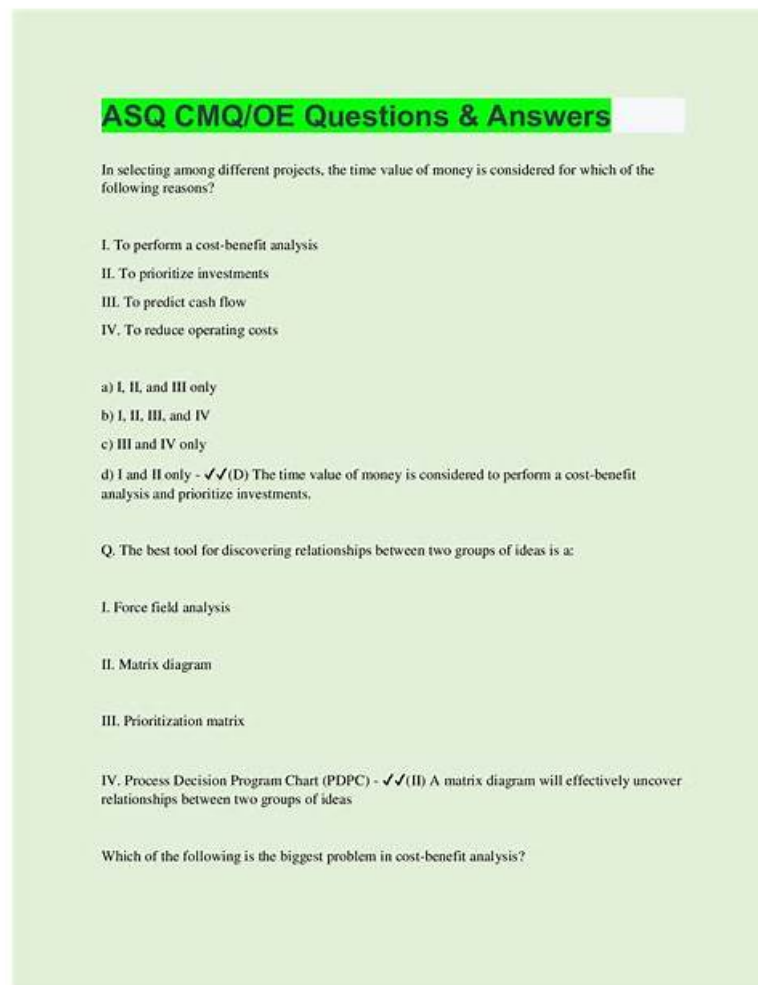 ASQ CMQ/OE Questions & Answers
In selecting among different projects, the time value of money is considered for which of the
following reasons?
I. To perform a cost-benefit analysis
II. To prioritize investments
III. To predict cash flow
IV. To reduce operating costs
a) I, II, and III only
b) I, II, III, and IV
c) III and IV only
d) I and II only - ✓✓(D) The time value of money is considered to perform a cost-benefit
analysis and prioritize investments.
Q. The best tool for discovering relationships between two groups of ideas is a:
I. Force field analysis
II. Matrix diagram
III. Prioritization matrix
IV. Process Decision Program Chart (PDPC) - ✓✓(II) A matrix diagram will effectively uncover
relationships between two groups of ideas
Which of the following is the biggest problem in cost-benefit analysis?